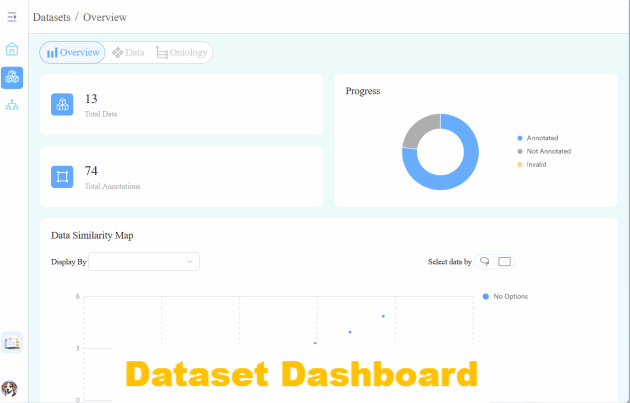 Datasets / Overview
Overview
Data
Ontology
13
Total Data
74
Total Annotations
Progress
Annotated
Not Annotated
Invalid
Data Similarity Map
Display By
Select data by
No Options
6
3
0
Dataset Dashboard